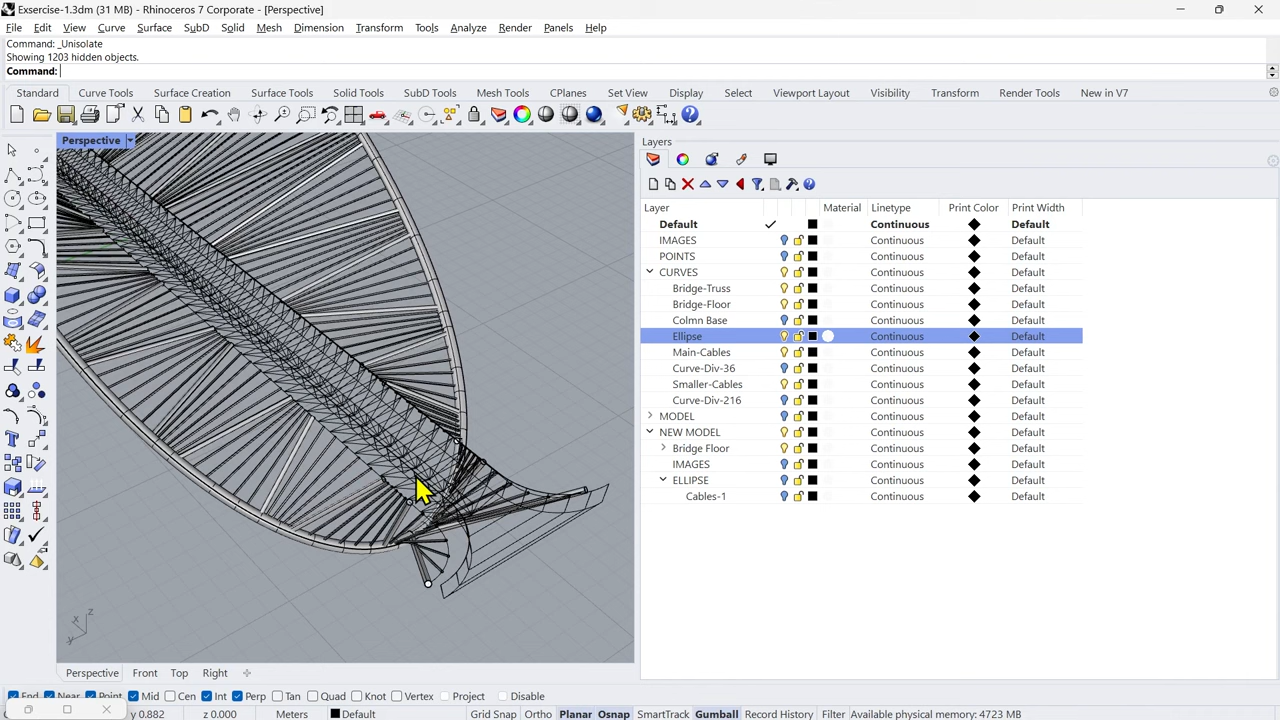 Exsercise-1.3dm (31 MB) - Rhinoceros 7 Corporate - [Perspective]
File Edit View Curve Surface SubD Solid Mesh Dimension Transform Tools Analyze Render Panels Help
Command: _Unisolate
Showing 1203 hidden objects.
Command:
Standard Curve Tools Surface Creation Surface Tools Solid Tools SubD Tools Mesh Tools CPlanes Set View Display Select Viewport Layout Visibility Transform Render Tools New in V7
Perspective
Layers
Layer Material Linetype Print Color Print Width
Default Continuous Default
IMAGES Continuous Default
POINTS Continuous Default
CURVES Continuous Default
Bridge-Truss Continuous Default
Bridge-Floor Continuous Default
Colmn Base Continuous Default
Ellipse Continuous Default
Main-Cables Continuous Default
Curve-Div-36 Continuous Default
Smaller-Cables Continuous Default
Curve-Div-216 Continuous Default
MODEL Continuous Default
NEW MODEL Continuous Default
Bridge Floor Continuous Default
IMAGES Continuous Default
ELLIPSE Continuous Default
Cables-1 Continuous Default
z
x
y
Perspective Front Top Right
End Near Point Mid Cen Int Perp Tan Quad Knot Vertex Project Disable
y 0.882 z 0.000 Meters Default Grid Snap Ortho Planar Osnap SmartTrack Gumball Record History Filter Available physical memory: 4723 MB